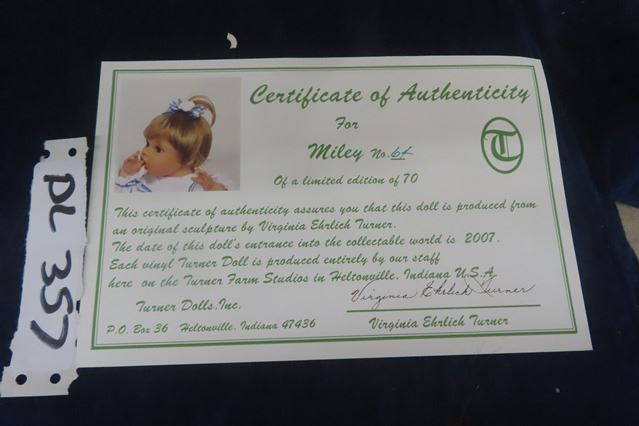 Certificate of Authenticity
For
Miley No.
Of a limited edition of 70
T
This certificate of authenticity assures you that this doll is produced from
an original sculpture by Virginia Ehrlich Turner.
The date of this doll's entrance into the collectable world is 2007.
Each vinyl Turner Doll is produced entirely by our staff
here on the Turner Farm Studios in Heltonville, Indiana U.S.A.
Virginia Ehrlich Turner
Turner Dolls, Inc.
P.O. Box 36 Heltonville, Indiana 47436
Virginia Ehrlich Turner
DL 357